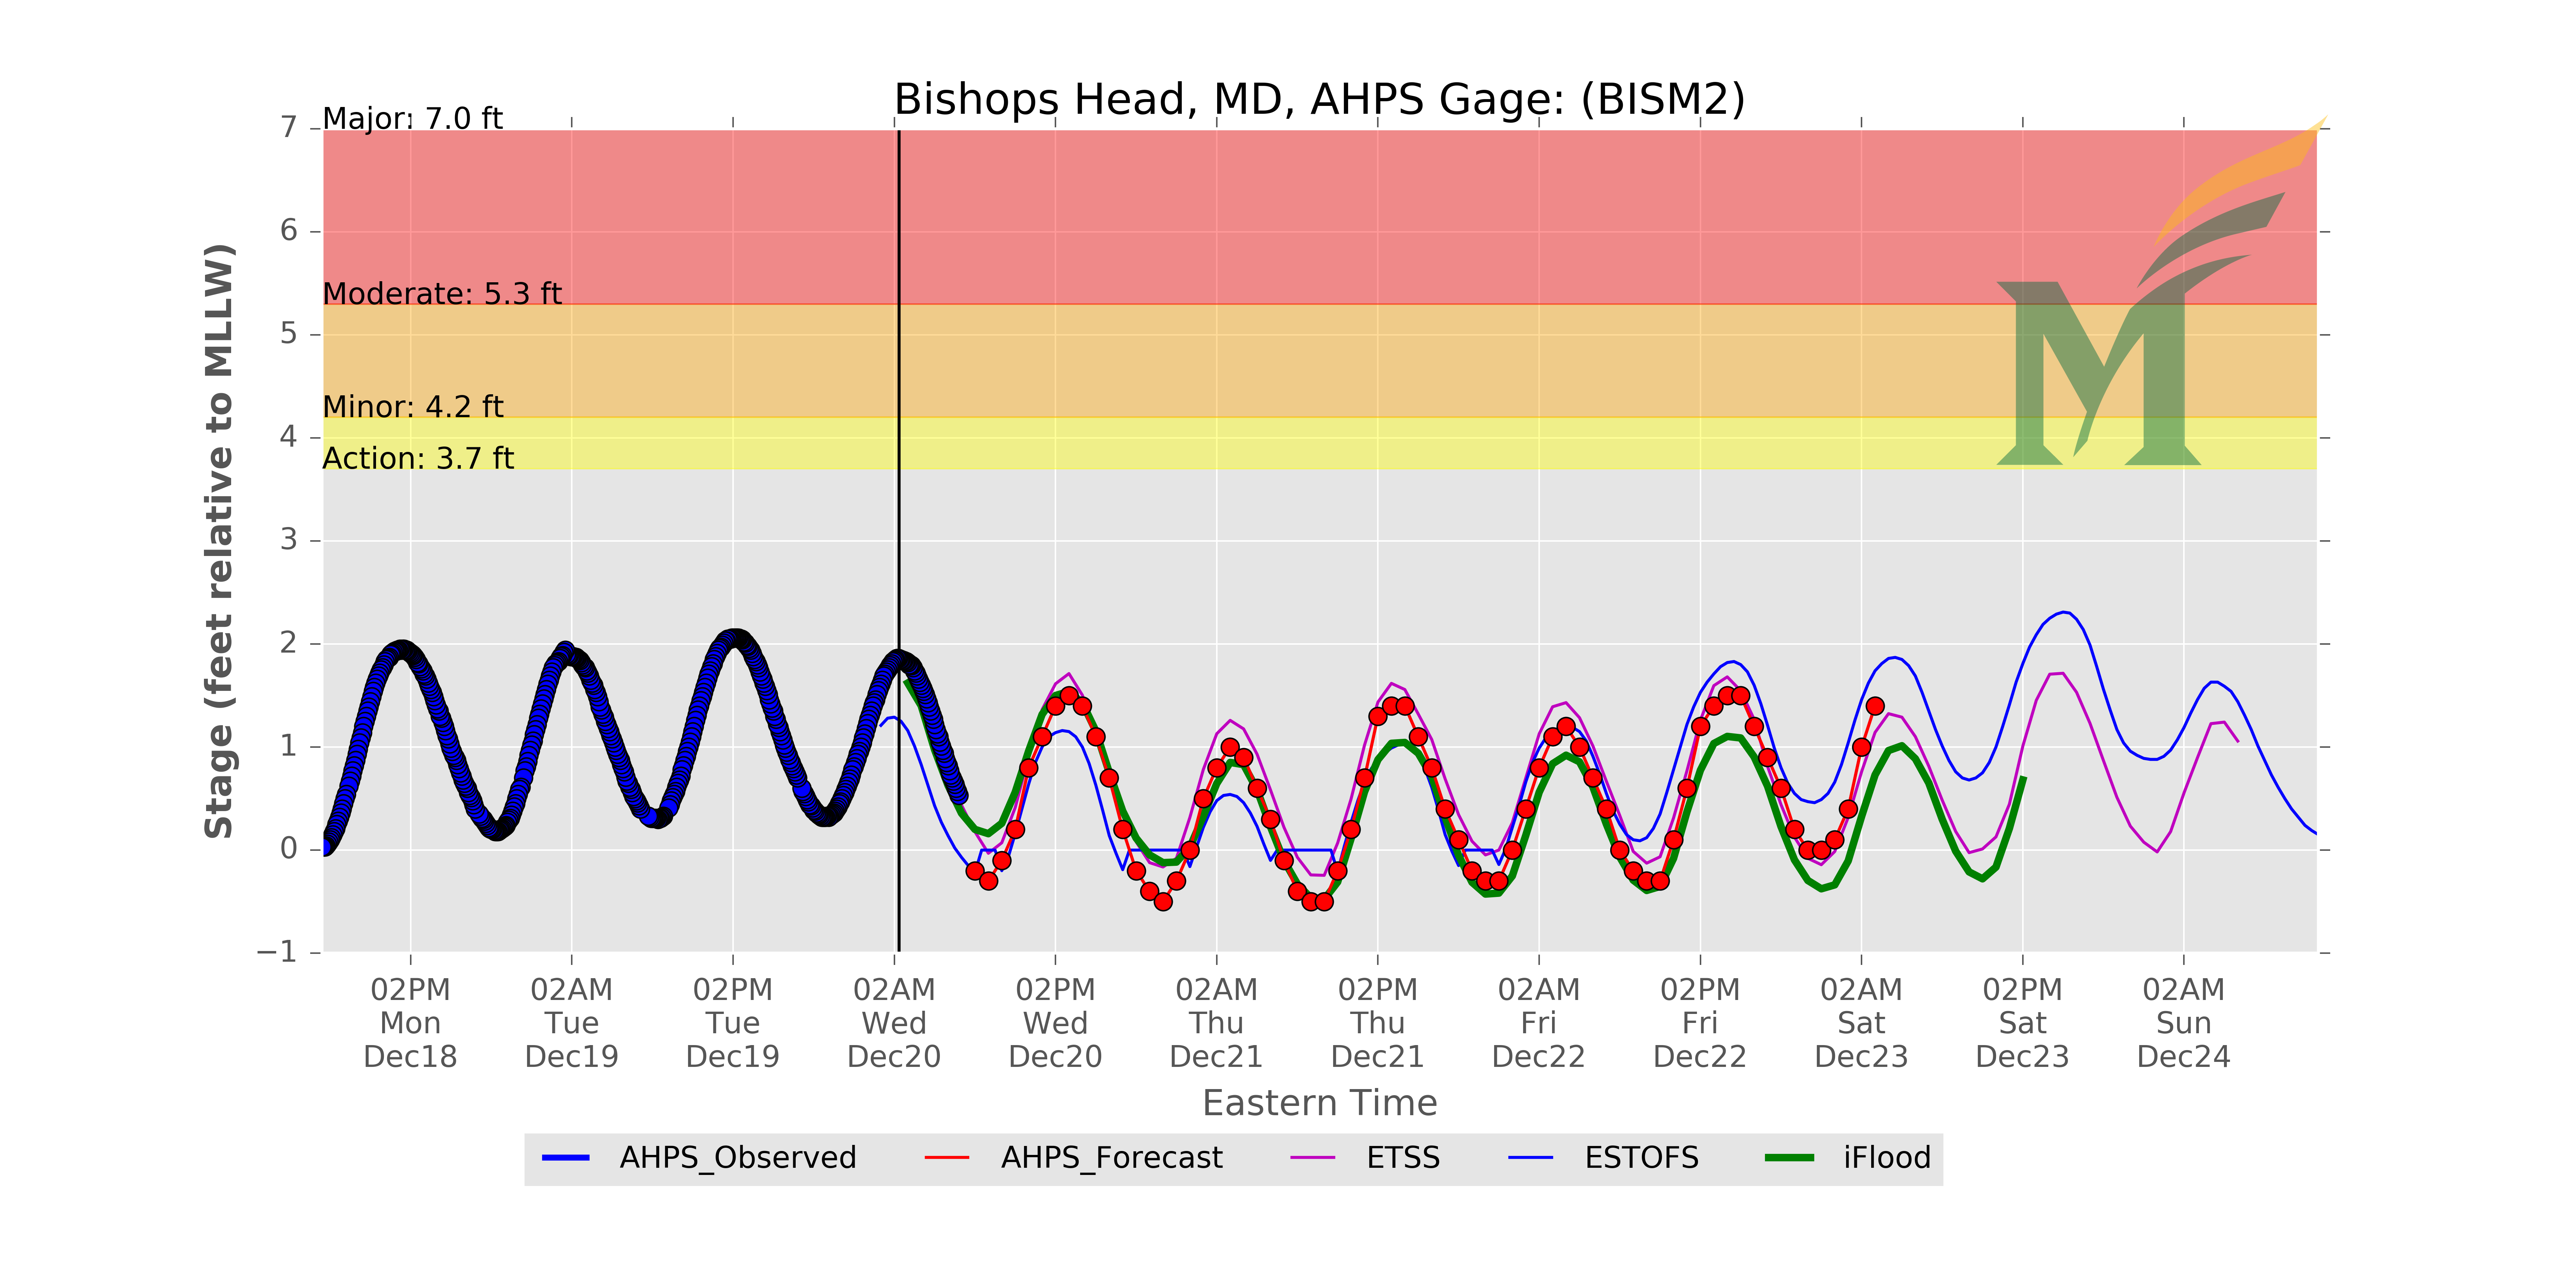 Bishops Head, MD, AHPS Gage: (BISM2)
Major: 7.0 ft
Moderate: 5.3 ft
Minor: 4.2 ft
Action: 3.7 ft
Stage (feet relative to MLLW)
7
6
5
4
3
2
1
0
−1
02PM 02AM 02PM 02AM 02PM 02AM 02PM 02AM 02PM 02AM 02PM 02AM
Mon Tue Tue Wed Wed Thu Thu Fri Fri Sat Sat Sun
Dec18 Dec19 Dec19 Dec20 Dec20 Dec21 Dec21 Dec22 Dec22 Dec23 Dec23 Dec24
Eastern Time
AHPS_Observed AHPS_Forecast ETSS ESTOFS iFlood
M